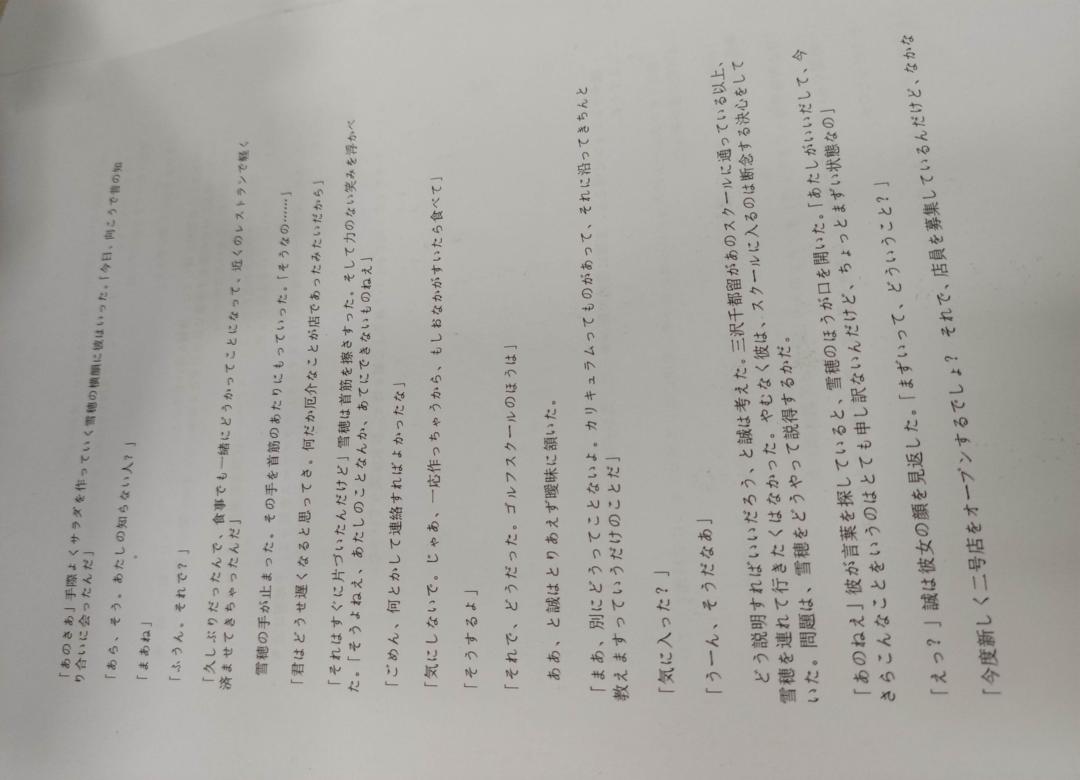 「あのさあ」手際よくサラダを作っていく雪穂の横顔に彼はいった。「今日、向こうで昔の知
り合いに会ったんだ」
「あら、そう。あたしの知らない人?」
「まあね」
「ふうん。それで?」
「久しぶりだったんで、食事でも一緒にどうかってことになって、近くのレストランで軽く
済ませてきちゃったんだ」
雪穂の手が止まった。その手を首筋のあたりにもっていった。「そうなの……」
「君はどうせ遅くなると思ってさ。何だか厄介なことが店であったみたいだから」
「それはすぐに片づいたんだけど」雪穂は首筋を擦さすった。そして力のない笑みを浮かべ
た。「そうよねえ、あたしのことなんか、あてにできないものねえ」
「ごめん、何とかして連絡すればよかったな」
「気にしないで。じゃあ、一応作っちゃうから、もしおなかがすいたら食べて」
「そうするよ」
「それで、どうだった。ゴルフスクールのほうは」
ああ、と誠はとりあえず曖昧に頷いた。
「まあ、別にどうってことないよ。カリキュラムってものがあって、それに沿ってきちんと
教えますっていうだけのことだ」
「気に入った?」
「うーん、そうだなあ」
どう説明すればいいだろう、と誠は考えた。三沢千都留があのスクールに通っている以上、
雪穂を連れて行きたくはなかった。やむなく彼は、スクールに入るのは断念する決心をして
いた。問題は、雪穂をどうやって説得するかだ。
「あのねえ」彼が言葉を探していると、雪穂のほうが口を開いた。「あたしがいいだして、今
さらこんなことをいうのはとても申し訳ないんだけど、ちょっとまずい状態なの」
「えっ?」誠は彼女の顔を見返した。「まずいって、どういうこと?」
「今度新しく二号店をオープンするでしょ? それで、店員を募集しているんだけど、なかな